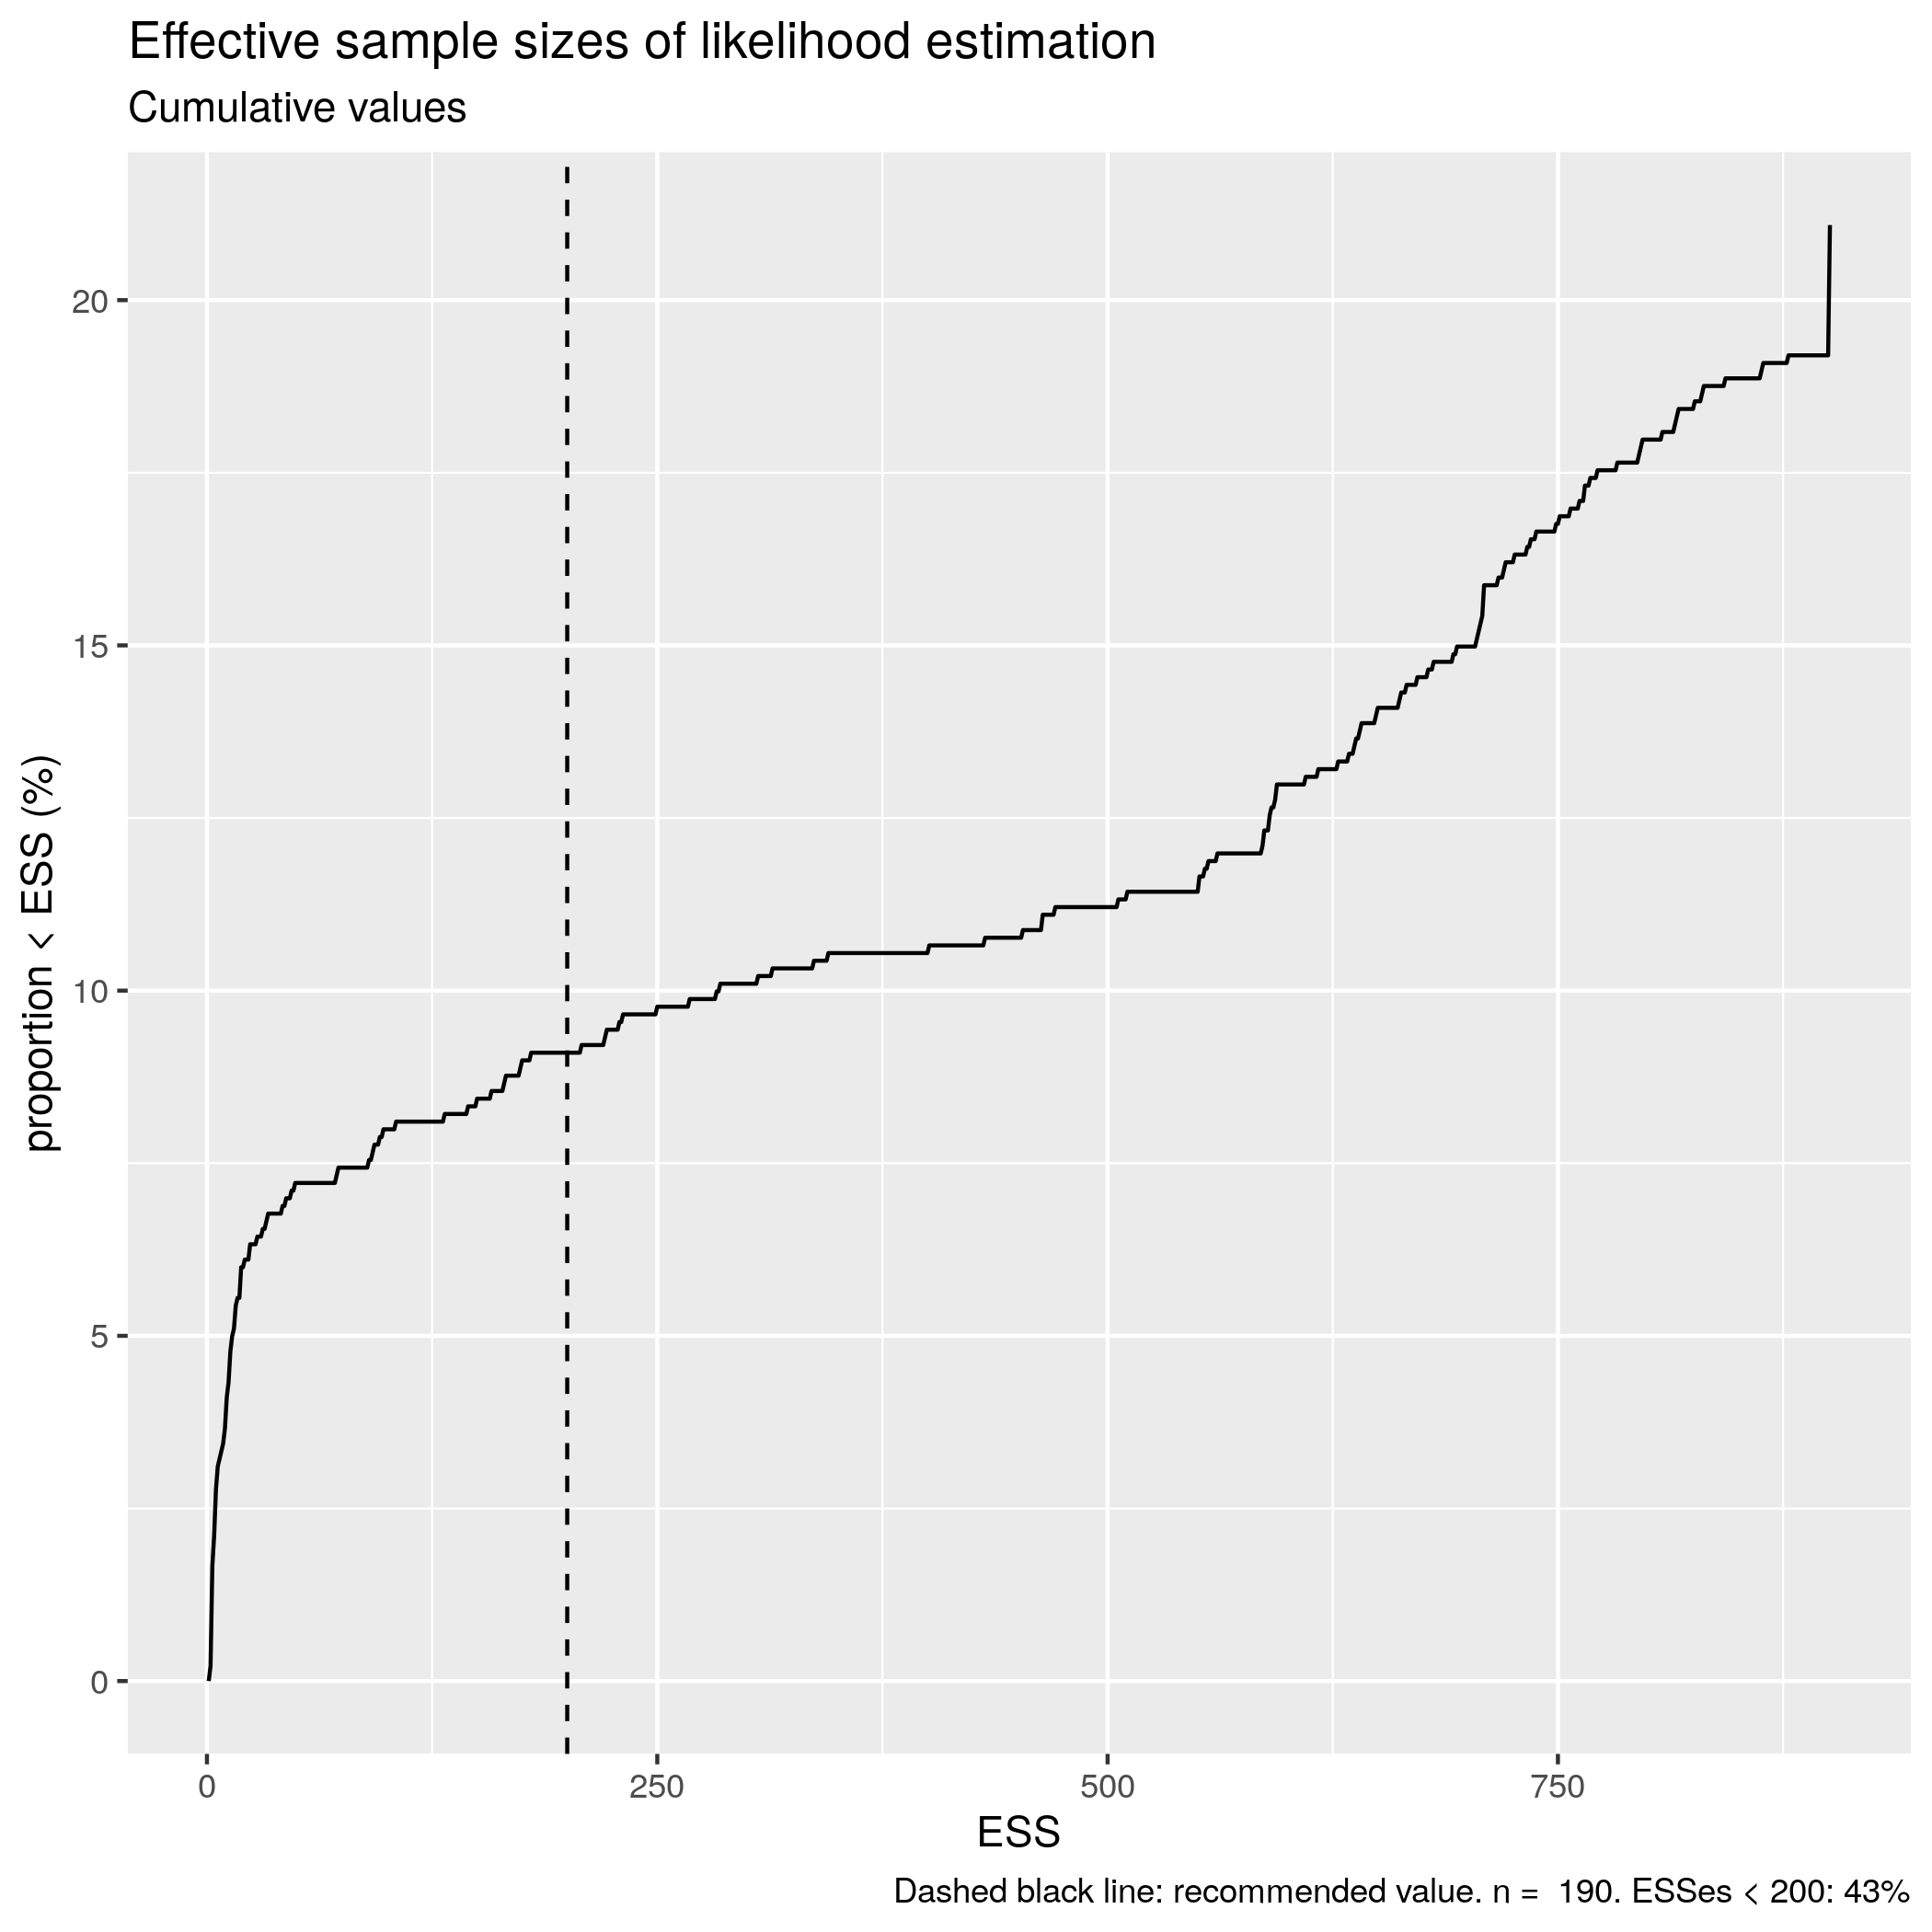 Effective sample sizes of likelihood estimation
Cumulative values
proportion < ESS (%)
20
15
10
5
0
0 250 500 750
ESS
Dashed black line: recommended value. n =  190. ESSes < 200: 43%